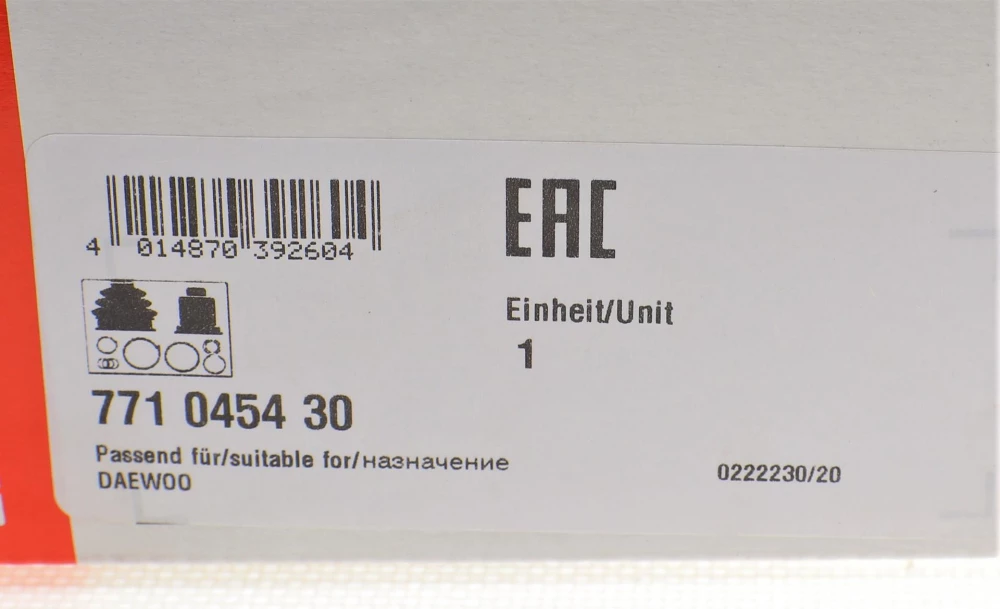 4 014870 392604
EAC
Einheit/Unit
1
771 0454 30
Passend für/suitable for/назначение
DAEWOO
0222230/20